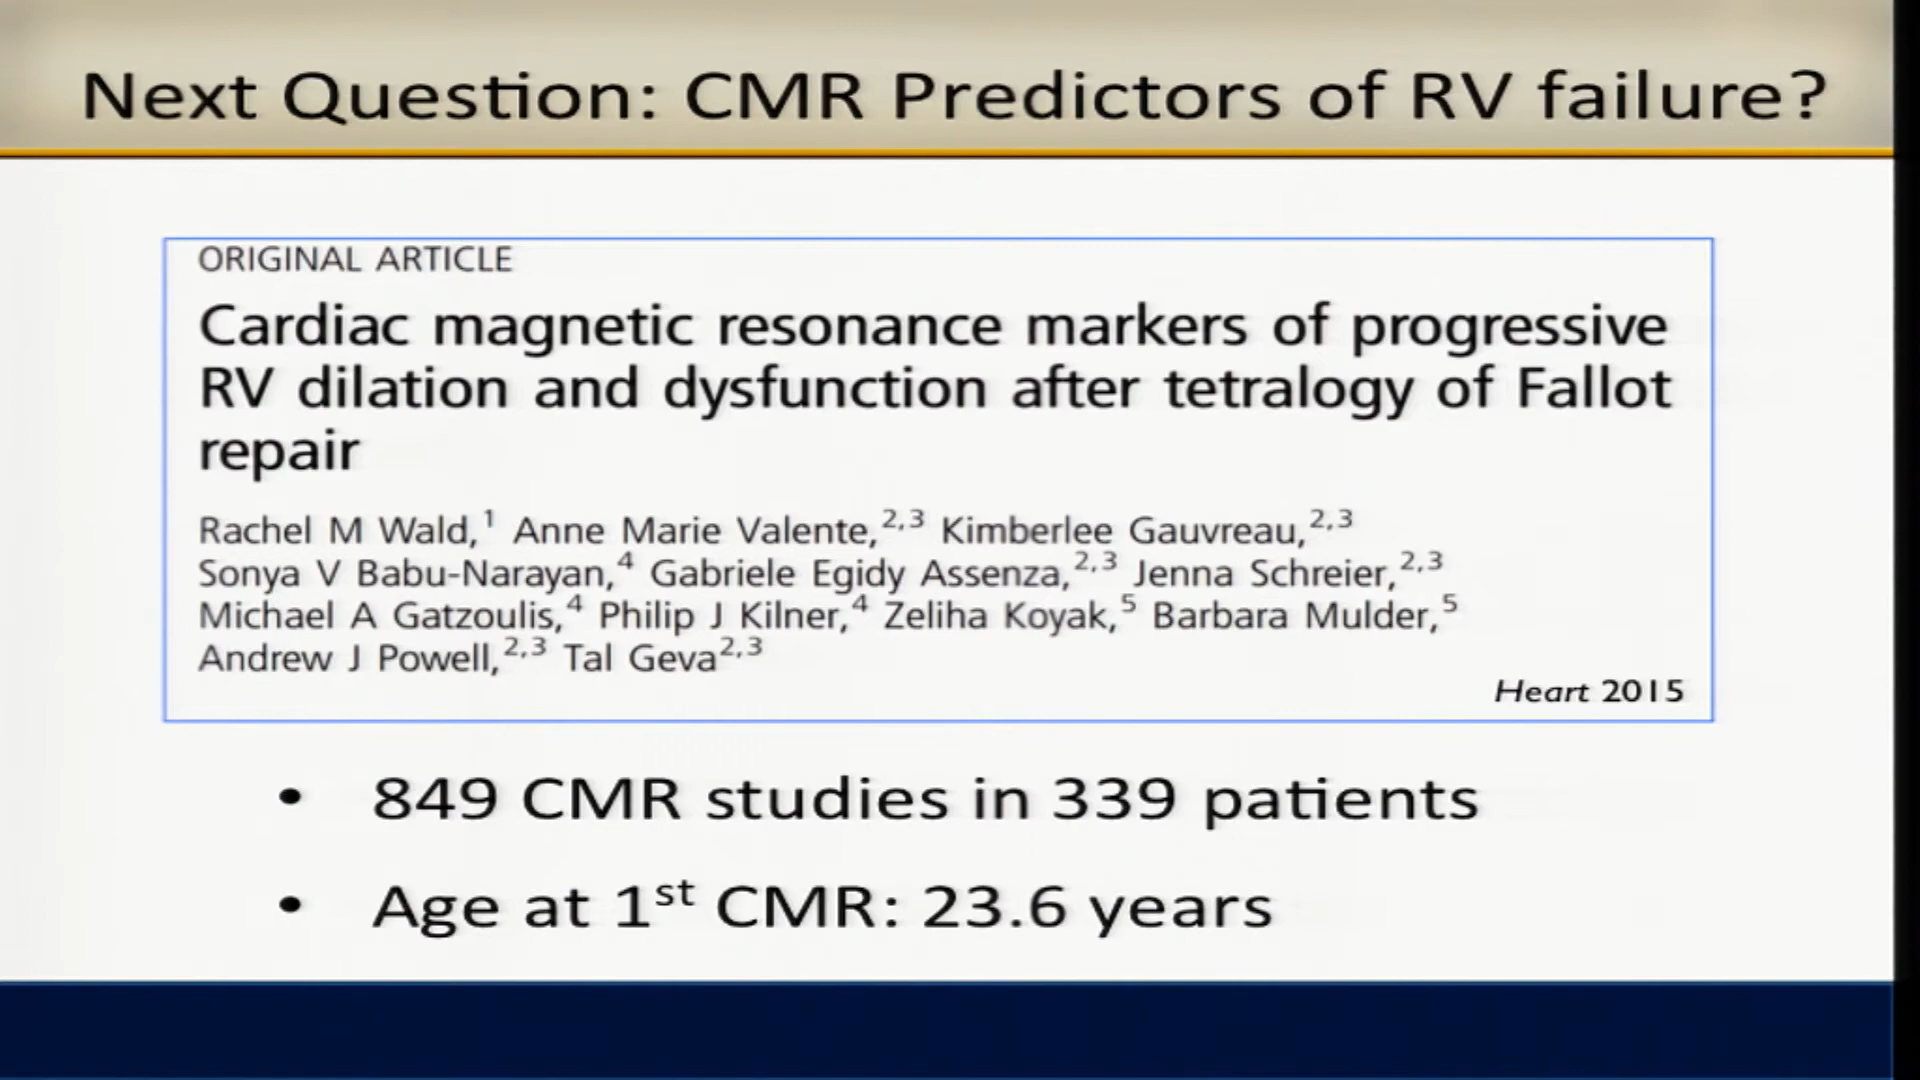 Next Question: CMR Predictors of RV failure?
ORIGINAL ARTICLE
Cardiac magnetic resonance markers of progressive
RV dilation and dysfunction after tetralogy of Fallot
repair
Rachel M Wald,1 Anne Marie Valente,2,3 Kimberlee Gauvreau,2,3
Sonya V Babu-Narayan,4 Gabriele Egidy Assenza,2,3 Jenna Schreier,2,3
Michael A Gatzoulis,4 Philip J Kilner,4 Zeliha Koyak,5 Barbara Mulder,5
Andrew J Powell,2,3 Tal Geva2,3
Heart 2015
• 849 CMR studies in 339 patients
• Age at 1st CMR: 23.6 years